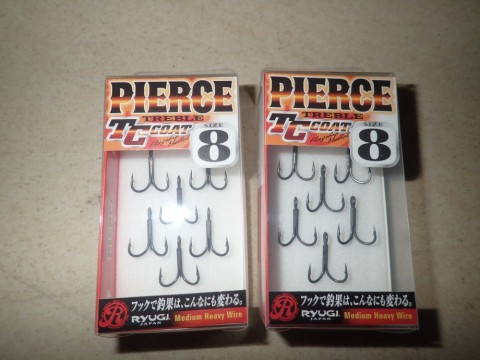 PIERCE
TREBLE
TC COAT
SIZE
8
フックで釣果は、こんなにも変わる。
RYUGI
JAPAN
Medium Heavy Wire
PIERCE
TREBLE
TC COAT
SIZE
8
フックで釣果は、こんなにも変わる。
RYUGI
JAPAN
Medium Heavy Wire